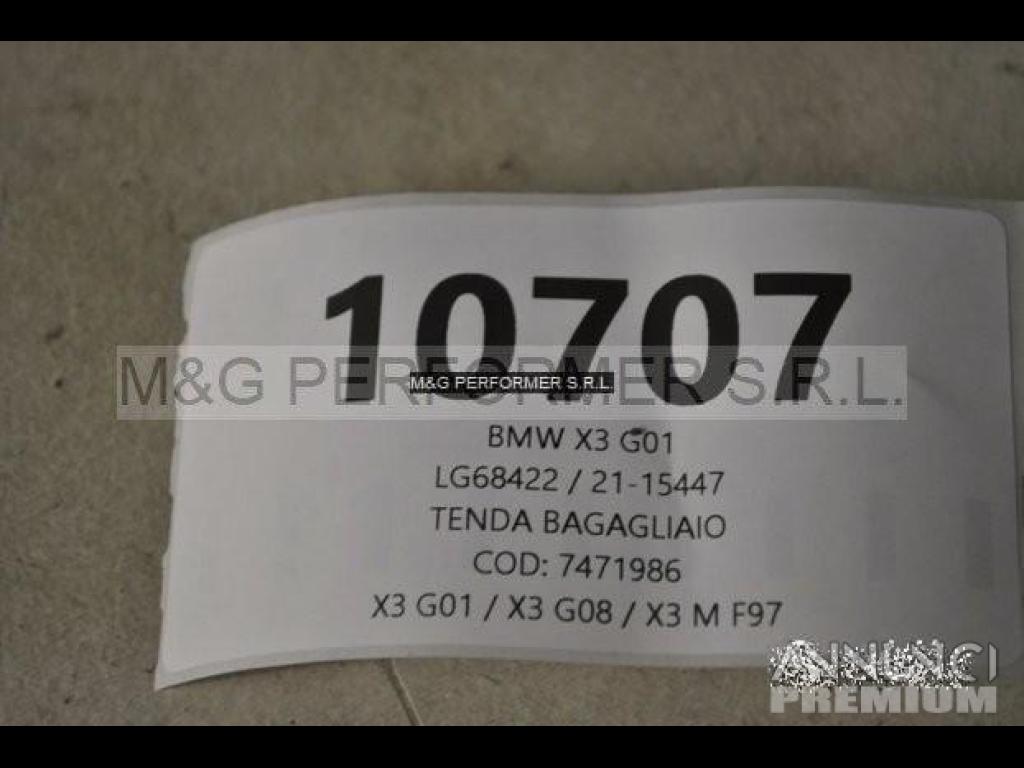 10707
M&G PERFORMER S.R.L.
M&G PERFORMER S.R.L.
BMW X3 G01
LG68422 / 21-15447
TENDA BAGAGLIAIO
COD: 7471986
X3 G01 / X3 G08 / X3 M F97
ANNUNCI
PREMIUM